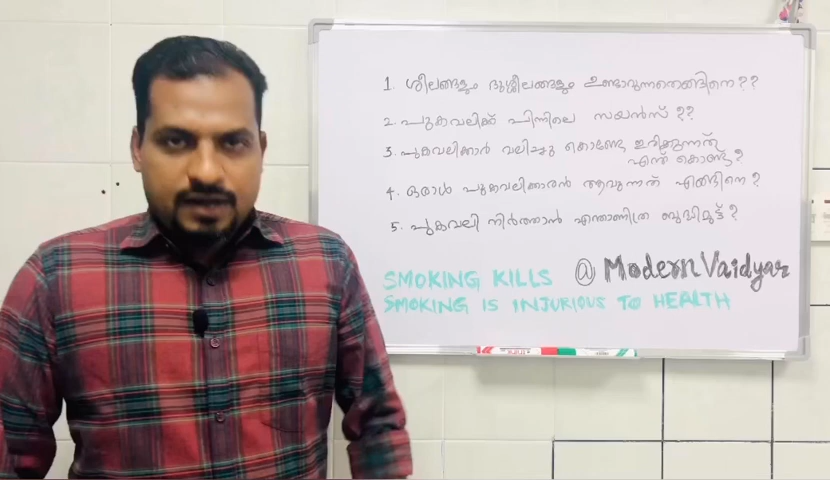 1. ശീലങ്ങളും ദുശ്ശീലങ്ങളും ഉണ്ടാവുന്നതെങ്ങിനെ??
2. പുകവലിക്ക് പിന്നിലെ സയൻസ്??
3. പുകവലിക്കാർ വലിച്ചു കൊണ്ടേ ഇരിക്കുന്നത്
എന്ത് കൊണ്ട്?
4. ഒരാൾ പുകവലിക്കാരൻ ആവുന്നത് എങ്ങിനെ?
5. പുകവലി നിർത്താൻ എന്താണിത്ര ബുദ്ധിമുട്ട്?
@ModernVaidyar
SMOKING KILLS
SMOKING IS INJURIOUS TO HEALTH